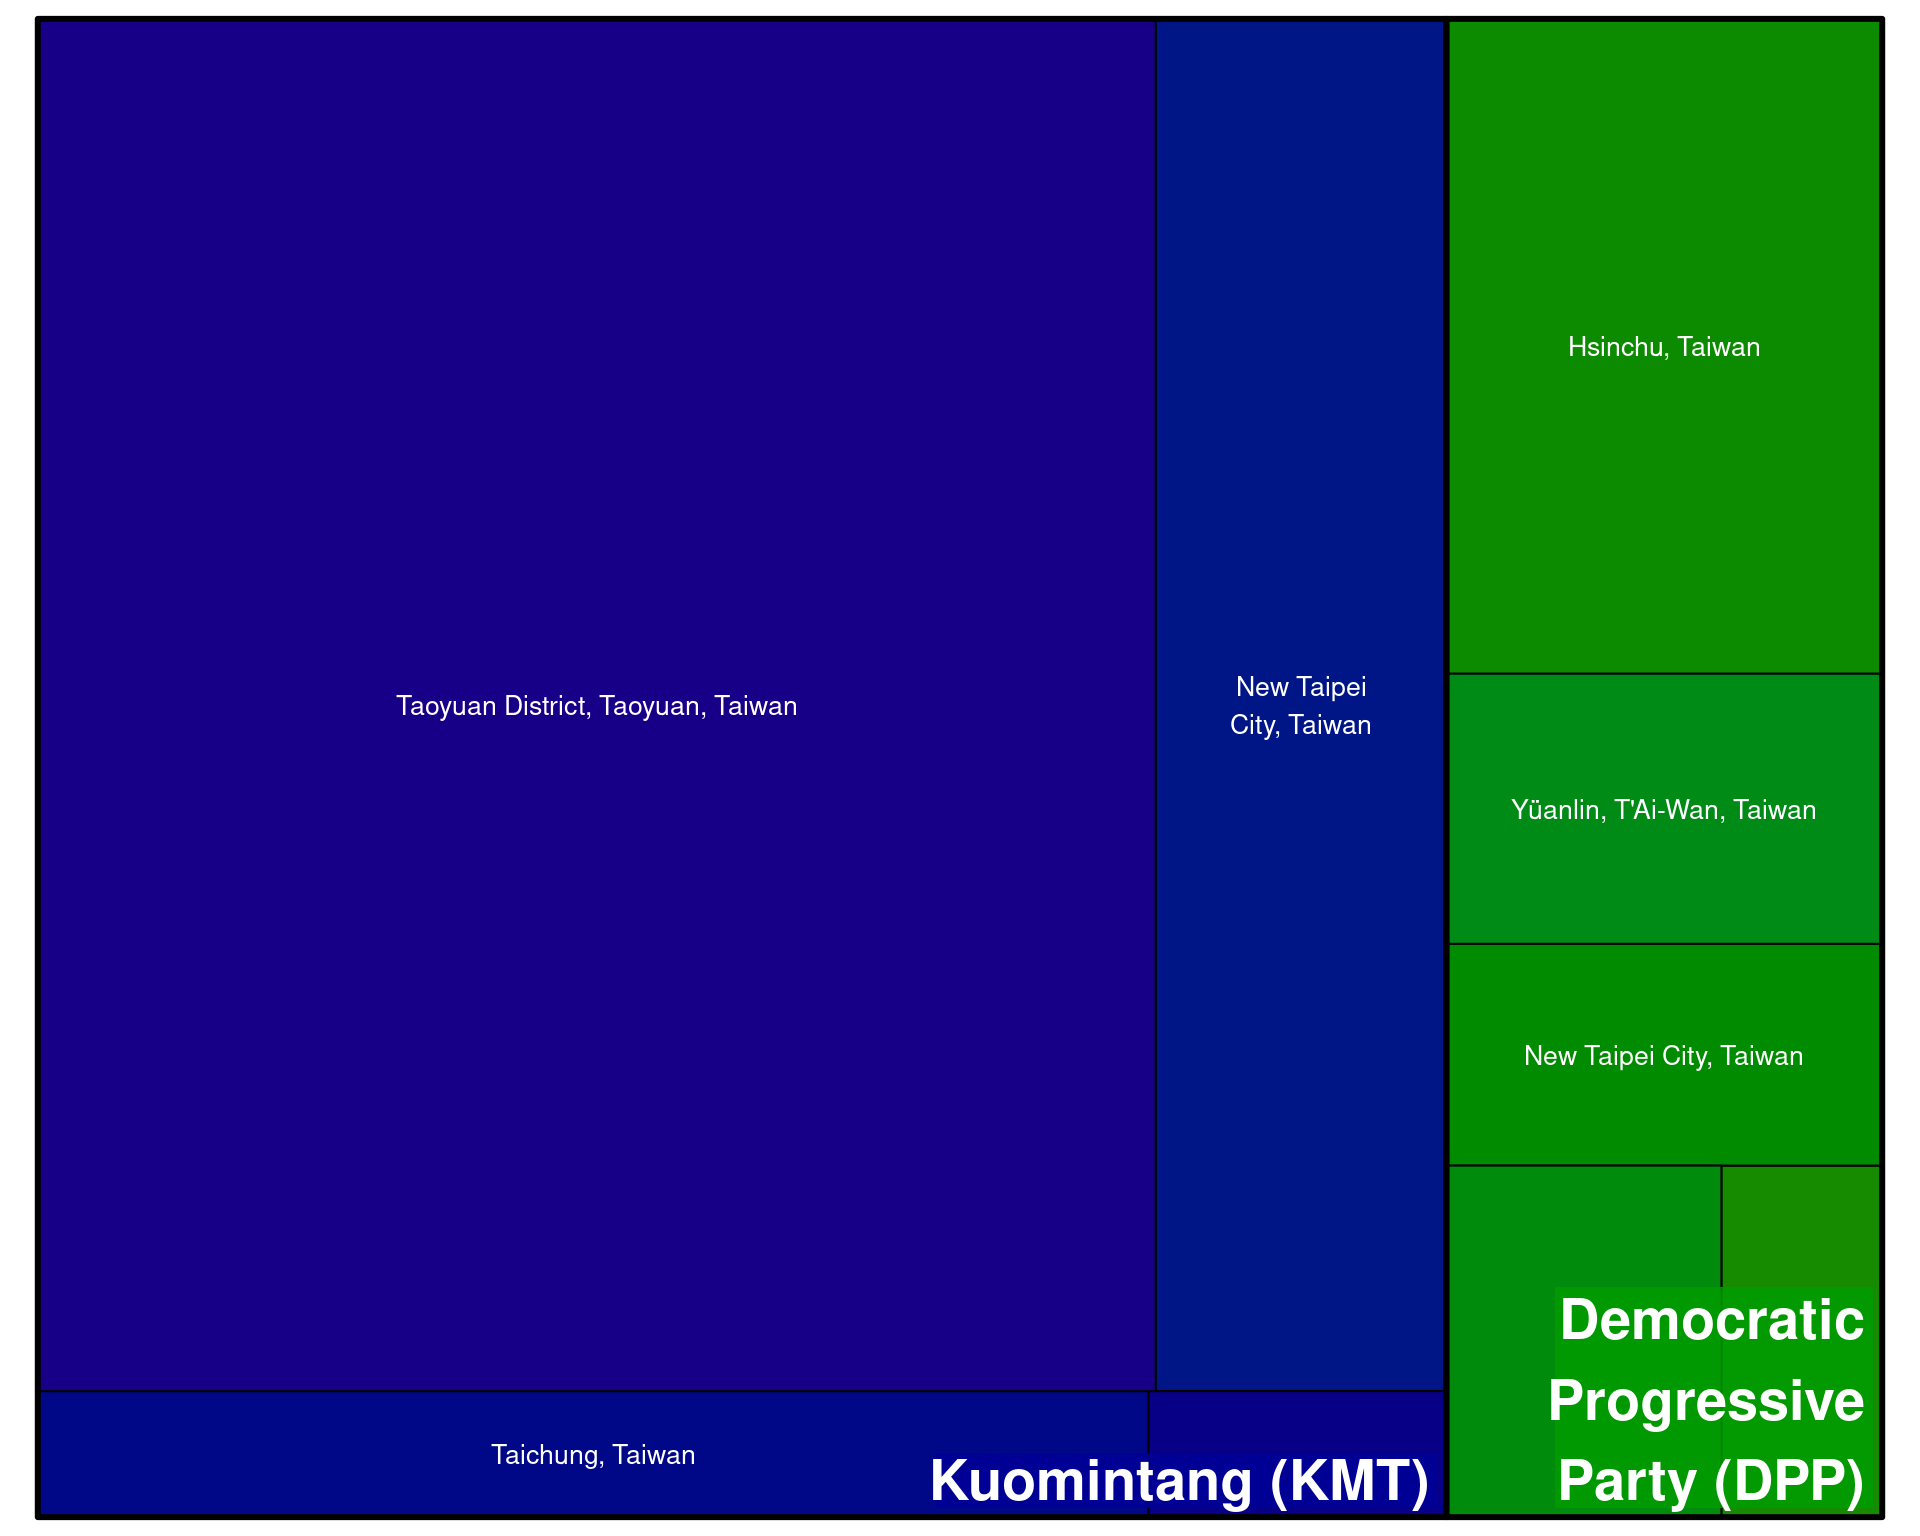 Taoyuan District, Taoyuan, Taiwan
New Taipei
City, Taiwan
Taichung, Taiwan
Kuomintang (KMT)
Hsinchu, Taiwan
Yüanlin, T'Ai-Wan, Taiwan
New Taipei City, Taiwan
Democratic
Progressive
Party (DPP)